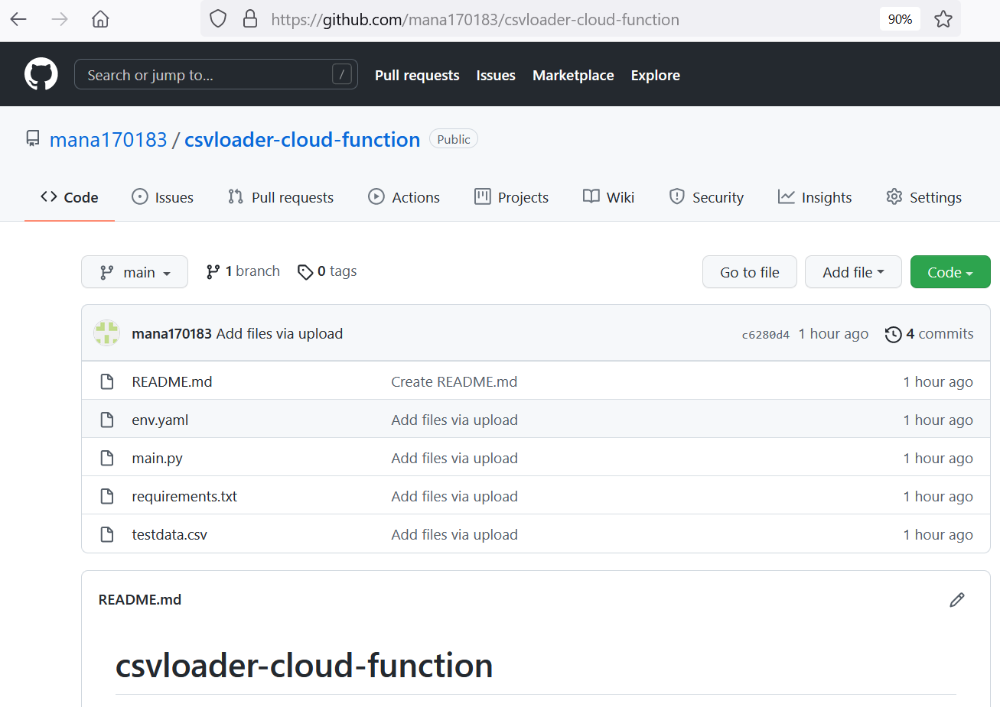 https://github.com/mana170183/csvloader-cloud-function 90%
Search or jump to... / Pull requests Issues Marketplace Explore
mana170183 / csvloader-cloud-function Public
Code Issues Pull requests Actions Projects Wiki Security Insights Settings
main 1 branch 0 tags Go to file Add file Code
mana170183 Add files via upload c6280d4 1 hour ago 4 commits
README.md Create README.md 1 hour ago
env.yaml Add files via upload 1 hour ago
main.py Add files via upload 1 hour ago
requirements.txt Add files via upload 1 hour ago
testdata.csv Add files via upload 1 hour ago
README.md
csvloader-cloud-function